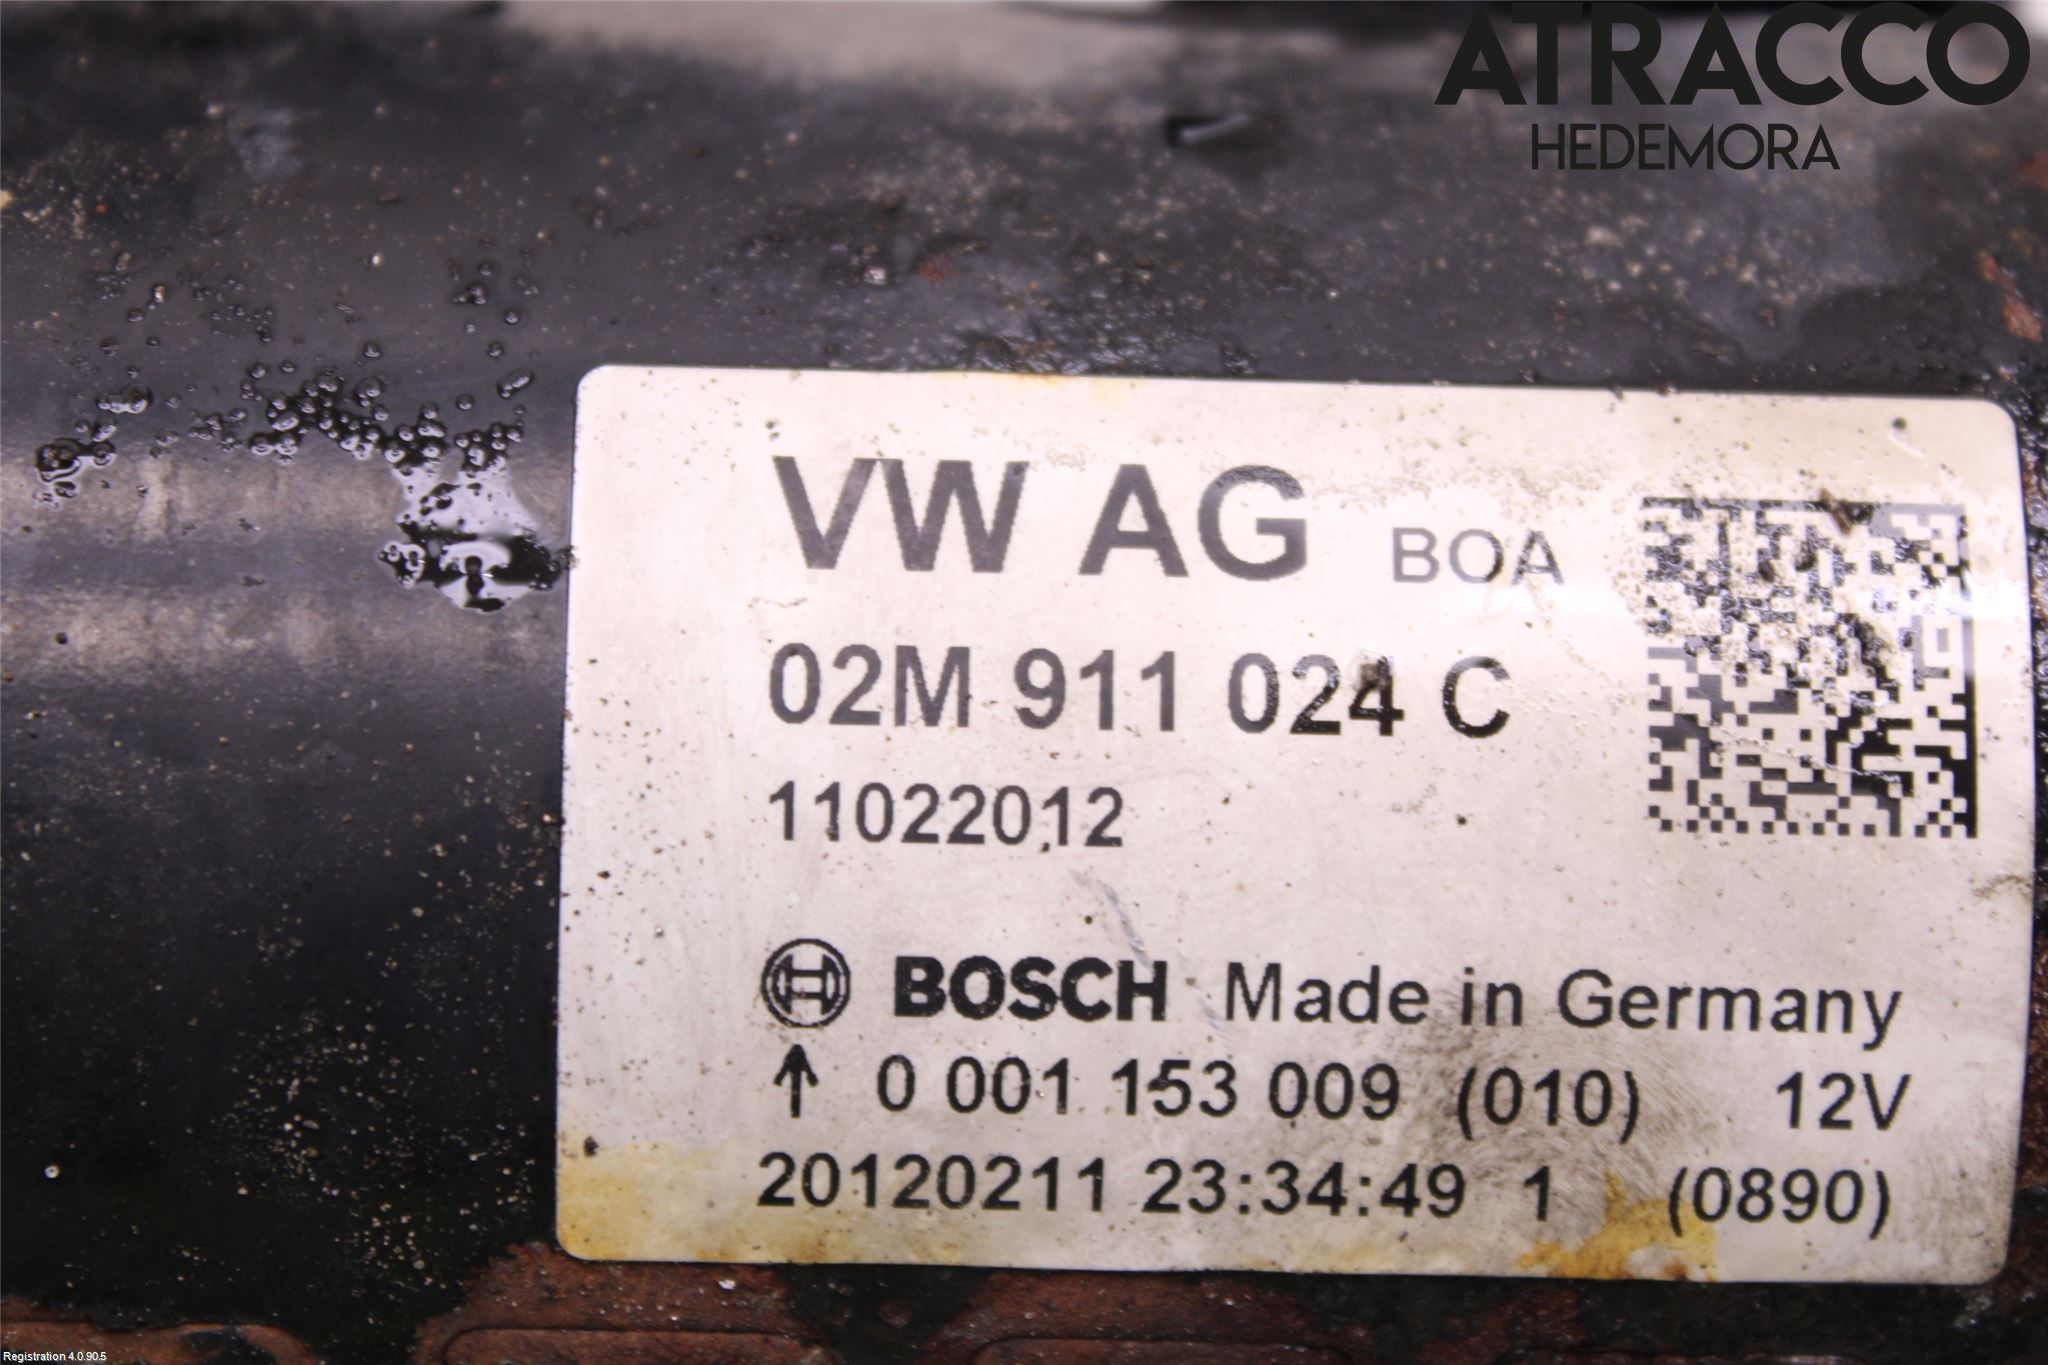 ATRACCO
HEDEMORA
VW AG BOA
02M 911 024 C
11022012
BOSCH Made in Germany
↑ 0 001 153 009 (010) 12V
20120211 23:34:49 1 (0890)
Registration 4.0.90.5